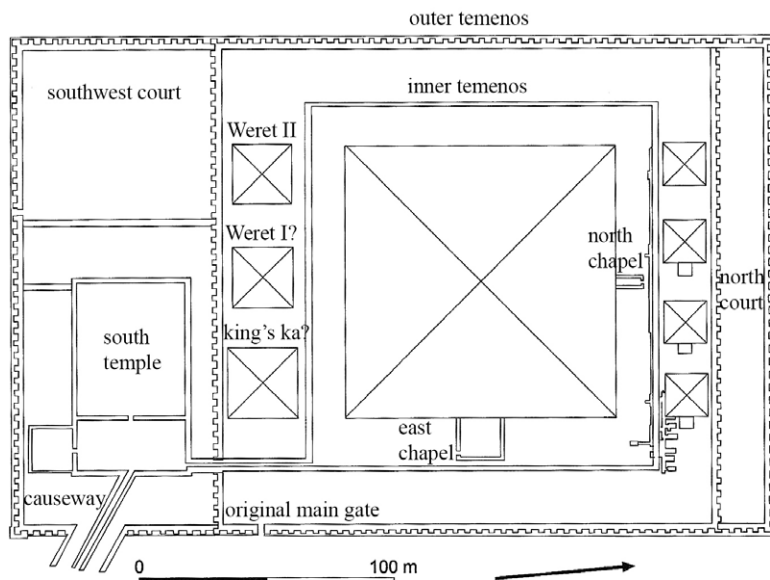 outer temenos
southwest court
inner temenos
Weret II
Weret I?
north
chapel
king's ka?
north
court
south
temple
east
chapel
causeway
original main gate
0
100 m